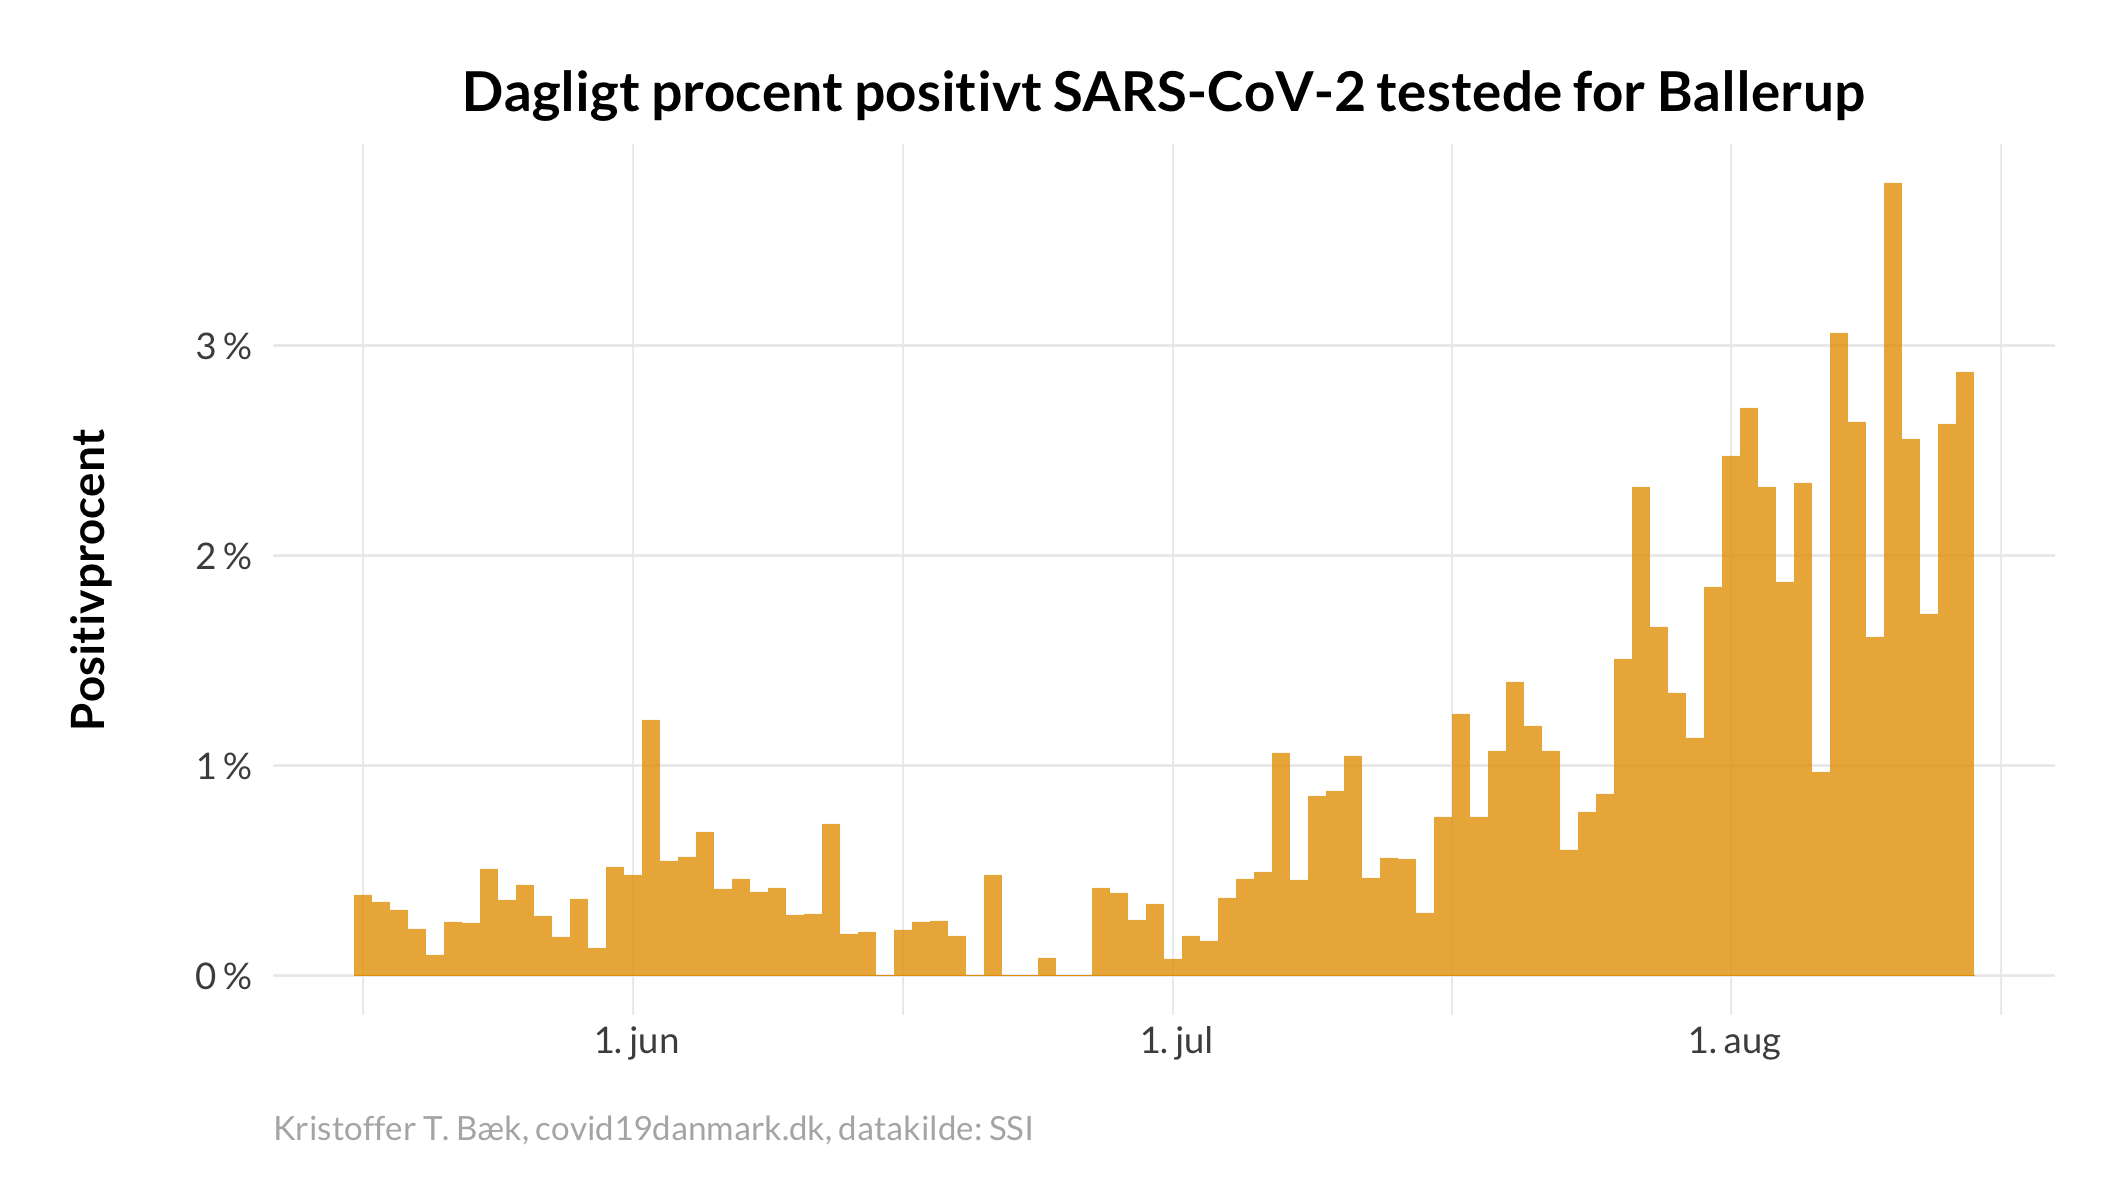 Dagligt procent positivt SARS-CoV-2 testede for Ballerup
Positivprocent
3 %
2 %
1 %
0 %
1. jun
1. jul
1. aug
Kristoffer T. Bæk, covid19danmark.dk, datakilde: SSI